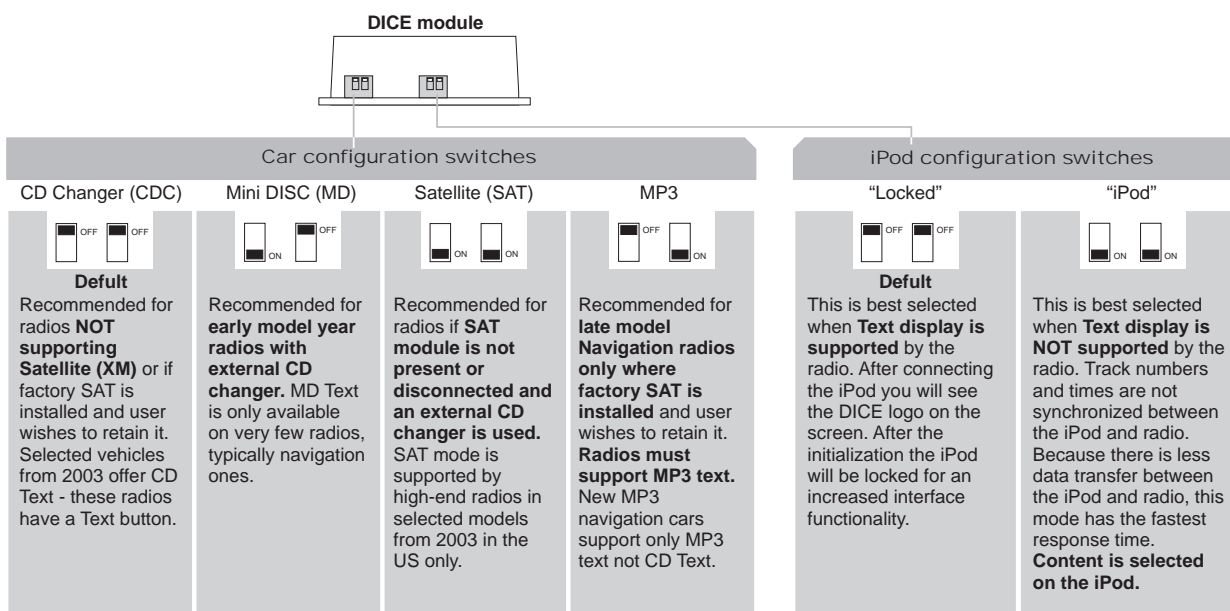 DICE module
Car configuration switches
iPod configuration switches
CD Changer (CDC)
OFF OFF
Defult
Recommended for
radios NOT
supporting
Satellite (XM) or if
factory SAT is
installed and user
wishes to retain it.
Selected vehicles
from 2003 offer CD
Text - these radios
have a Text button.
Mini DISC (MD)
ON OFF
Recommended for
early model year
radios with
external CD
changer. MD Text
is only available
on very few radios,
typically navigation
ones.
Satellite (SAT)
ON ON
Recommended for
radios if SAT
module is not
present or
disconnected and
an external CD
changer is used.
SAT mode is
supported by
high-end radios in
selected models
from 2003 in the
US only.
MP3
OFF ON
Recommended for
late model
Navigation radios
only where
factory SAT is
installed and user
wishes to retain it.
Radios must
support MP3 text.
New MP3
navigation cars
support only MP3
text not CD Text.
“Locked”
OFF OFF
Defult
This is best selected
when Text display is
supported by the
radio. After connecting
the iPod you will see
the DICE logo on the
screen. After the
initialization the iPod
will be locked for an
increased interface
functionality.
“iPod”
ON ON
This is best selected
when Text display is
NOT supported by the
radio. Track numbers
and times are not
synchronized between
the iPod and radio.
Because there is less
data transfer between
the iPod and radio, this
mode has the fastest
response time.
Content is selected
on the iPod.